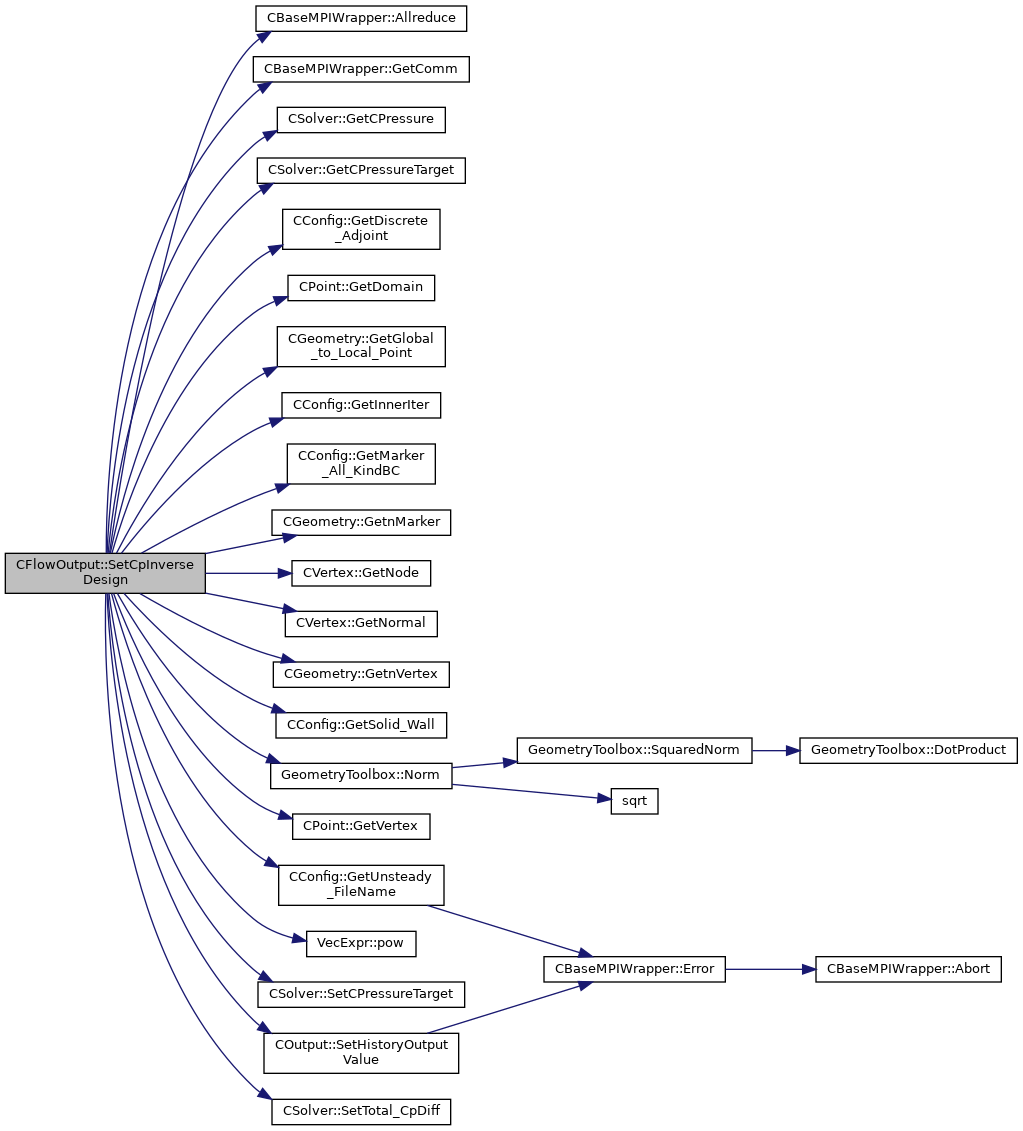 CBaseMPIWrapper::Allreduce
CBaseMPIWrapper::GetComm
CSolver::GetCPressure
CSolver::GetCPressureTarget
CConfig::GetDiscrete
_Adjoint
CPoint::GetDomain
CGeometry::GetGlobal
_to_Local_Point
CConfig::GetInnerIter
CConfig::GetMarker
_All_KindBC
CGeometry::GetnMarker
CFlowOutput::SetCpInverse
Design
CVertex::GetNode
CVertex::GetNormal
CGeometry::GetnVertex
CConfig::GetSolid_Wall
GeometryToolbox::Norm
GeometryToolbox::SquaredNorm
GeometryToolbox::DotProduct
sqrt
CPoint::GetVertex
CConfig::GetUnsteady
_FileName
VecExpr::pow
CBaseMPIWrapper::Error
CBaseMPIWrapper::Abort
CSolver::SetCPressureTarget
COutput::SetHistoryOutput
Value
CSolver::SetTotal_CpDiff